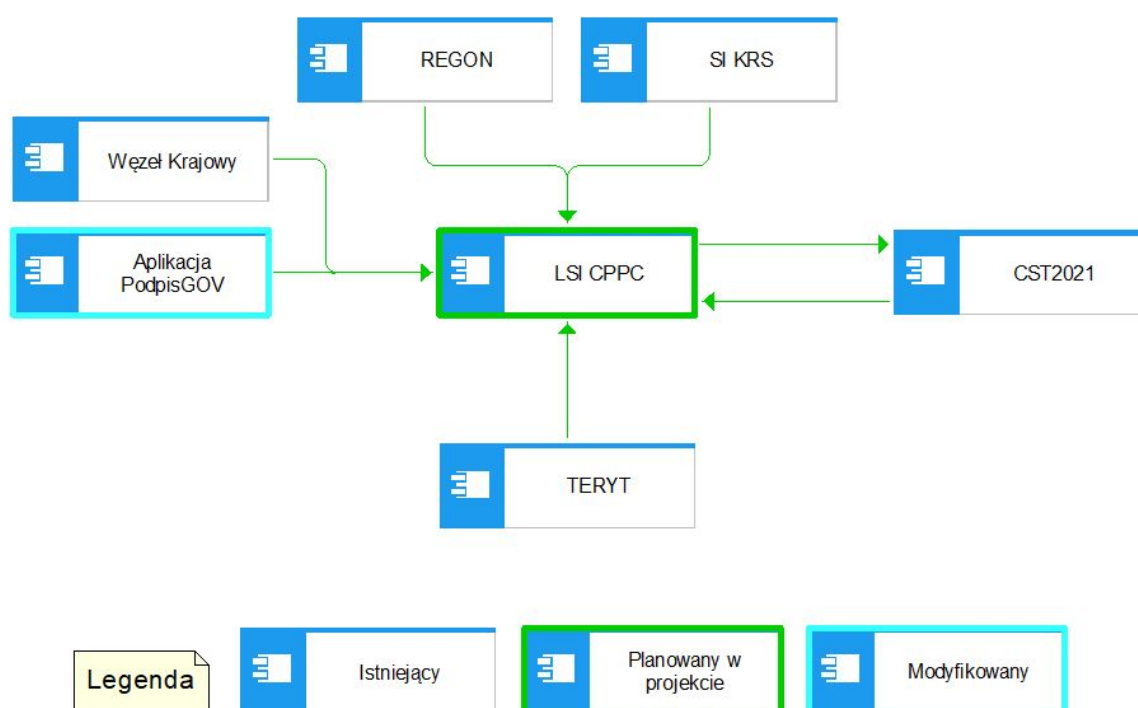 REGON
SI KRS
Węzeł Krajowy
Aplikacja
PodpisGOV
LSI CPPC
CST2021
TERYT
Legenda
Istniejący
Planowany w
projekcie
Modyfikowany